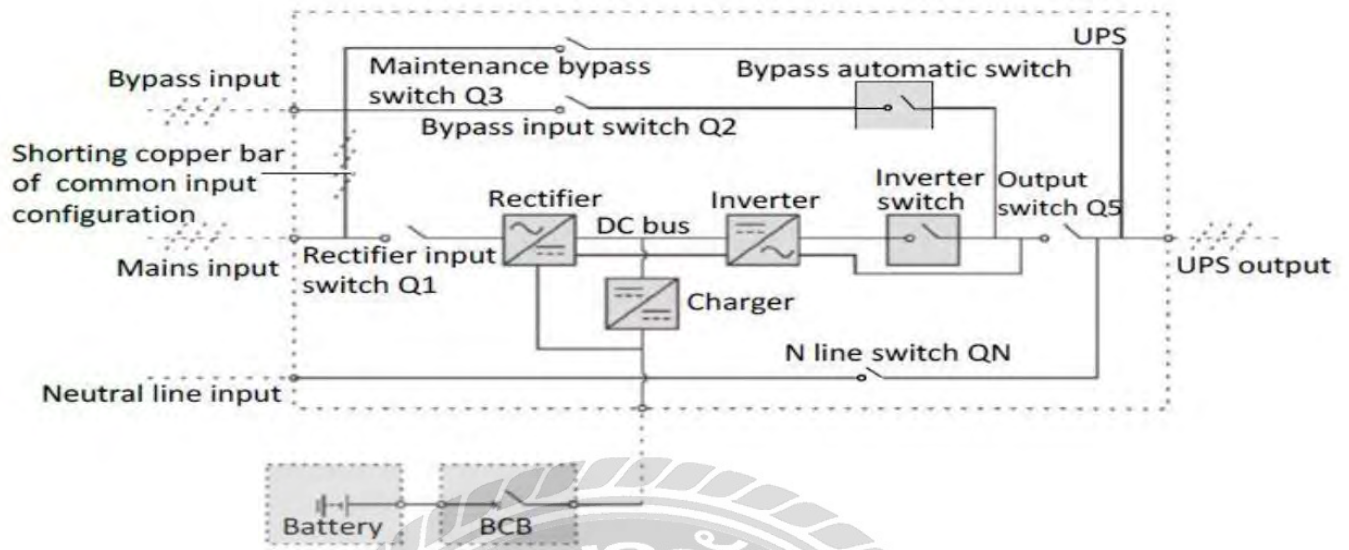 UPS
Bypass input
Maintenance bypass
switch Q3
Bypass automatic switch
Bypass input switch Q2
Shorting copper bar
of common input
configuration
Rectifier
DC bus
Inverter
Inverter
switch
Output
switch Q5
Mains input
Rectifier input
switch Q1
UPS output
Charger
N line switch QN
Neutral line input
Battery
BCB